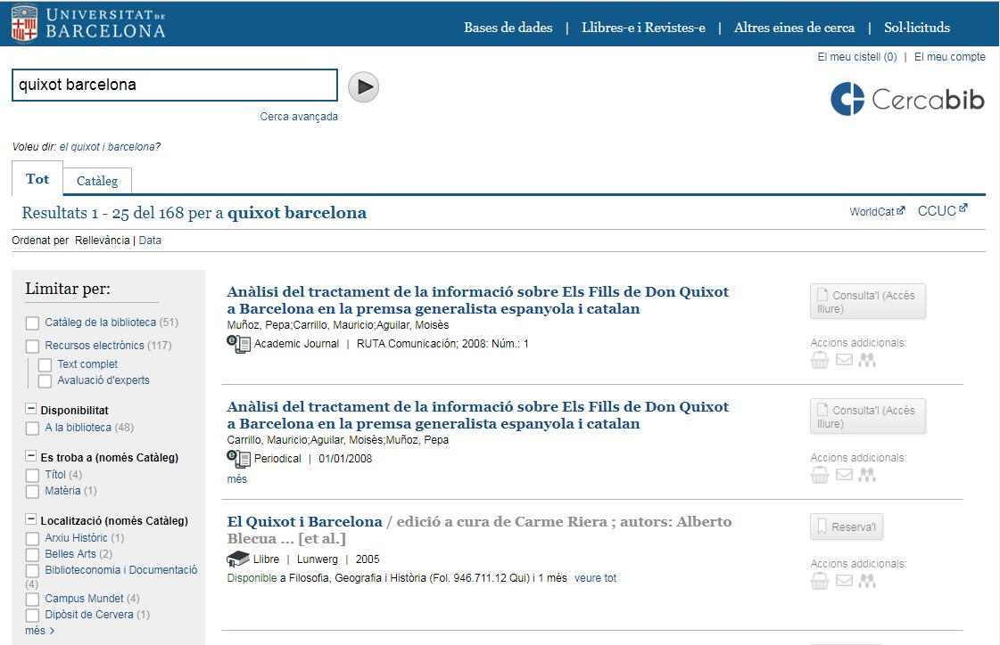 UNIVERSITAT DE
BARCELONA
Bases de dades | Llibres-e i Revistes-e | Altres eines de cerca | Sol·licituds
El meu cistell (0) | El meu compte
quixot barcelona
Cercabib
Cerca avançada
Voleu dir: el quixot i barcelona?
Tot
Catàleg
Resultats 1 - 25 del 168 per a quixot barcelona
WorldCat
CCUC
Ordenat per Rellevància | Data
Limitar per:
Catàleg de la biblioteca (51)
Recursos electrònics (117)
Text complet
Avaluació d'experts
Disponibilitat
A la biblioteca (48)
Es troba a (només Catàleg)
Títol (4)
Matèria (1)
Localització (només Catàleg)
Arxiu Històric (1)
Belles Arts (2)
Biblioteconomia i Documentació
(4)
Campus Mundet (4)
Dipòsit de Cervera (1)
més >
Anàlisi del tractament de la informació sobre Els Fills de Don Quixot
a Barcelona en la premsa generalista espanyola i catalan
Muñoz, Pepa;Carrillo, Mauricio;Aguilar, Moisès
Academic Journal | RUTA Comunicación; 2008: Núm.: 1
Consulta'l (Accés
lliure)
Accions addicionals:
Anàlisi del tractament de la informació sobre Els Fills de Don Quixot
a Barcelona en la premsa generalista espanyola i catalan
Carrillo, Mauricio;Aguilar, Moisès;Muñoz, Pepa
Periodical | 01/01/2008
més
Consulta'l (Accés
lliure)
Accions addicionals:
El Quixot i Barcelona / edició a cura de Carme Riera ; autors: Alberto
Blecua ... [et al.]
Llibre | Lunwerg | 2005
Disponible a Filosofia, Geografia i Història (Fol. 946.711.12 Qui) i 1 més veure tot
Reserva'l
Accions addicionals: